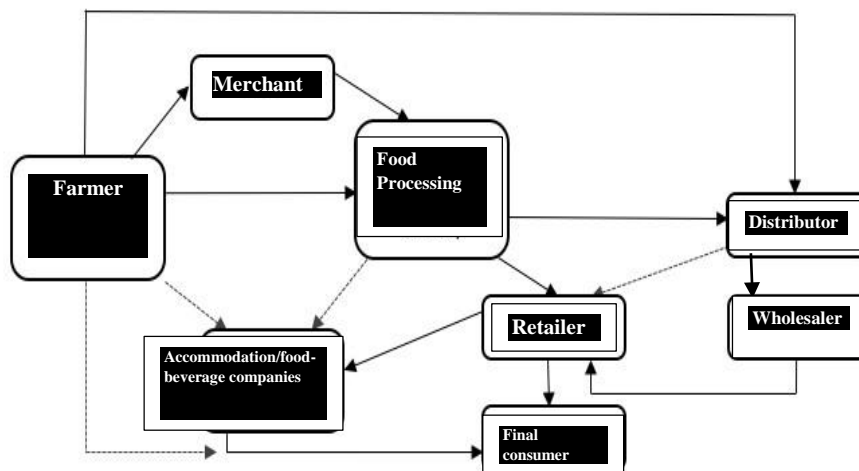 Merchant
Food
Processing
Farmer
Distributor
Retailer
Wholesaler
Accommodation/food-
beverage companies
Final
consumer